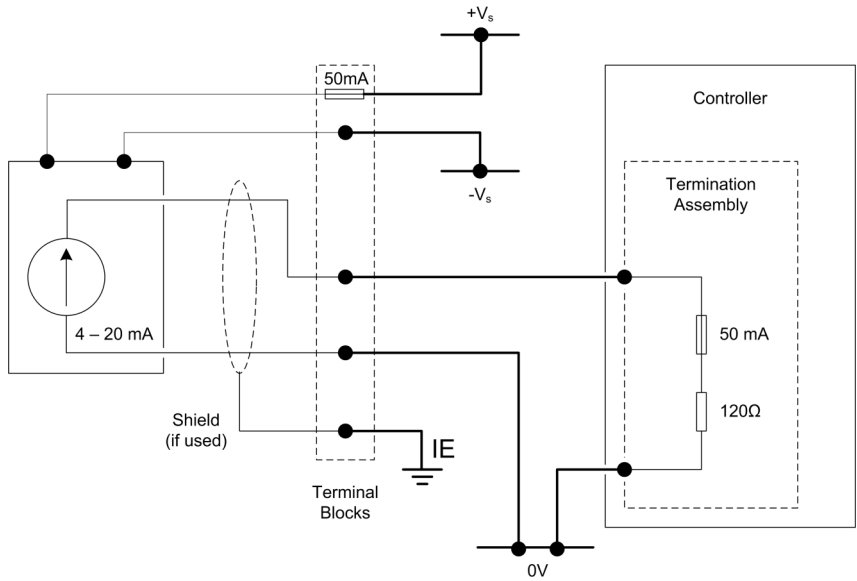 +Vs
50mA
Controller
-Vs
Termination
Assembly
4 – 20 mA
50 mA
120Ω
Shield
(if used)
IE
Terminal
Blocks
0V